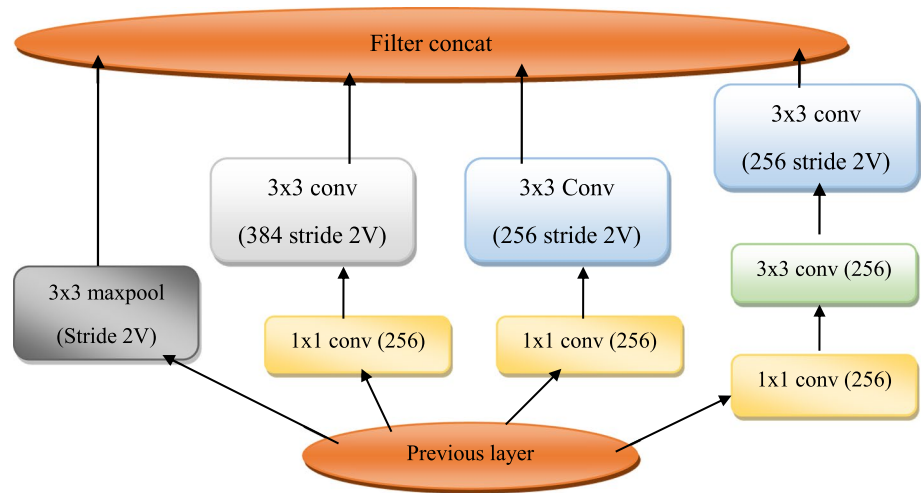 Filter concat
3x3 conv
(256 stride 2V)
3x3 conv
(384 stride 2V)
3x3 Conv
(256 stride 2V)
3x3 maxpool
(Stride 2V)
3x3 conv (256)
1x1 conv (256)
1x1 conv (256)
1x1 conv (256)
Previous layer